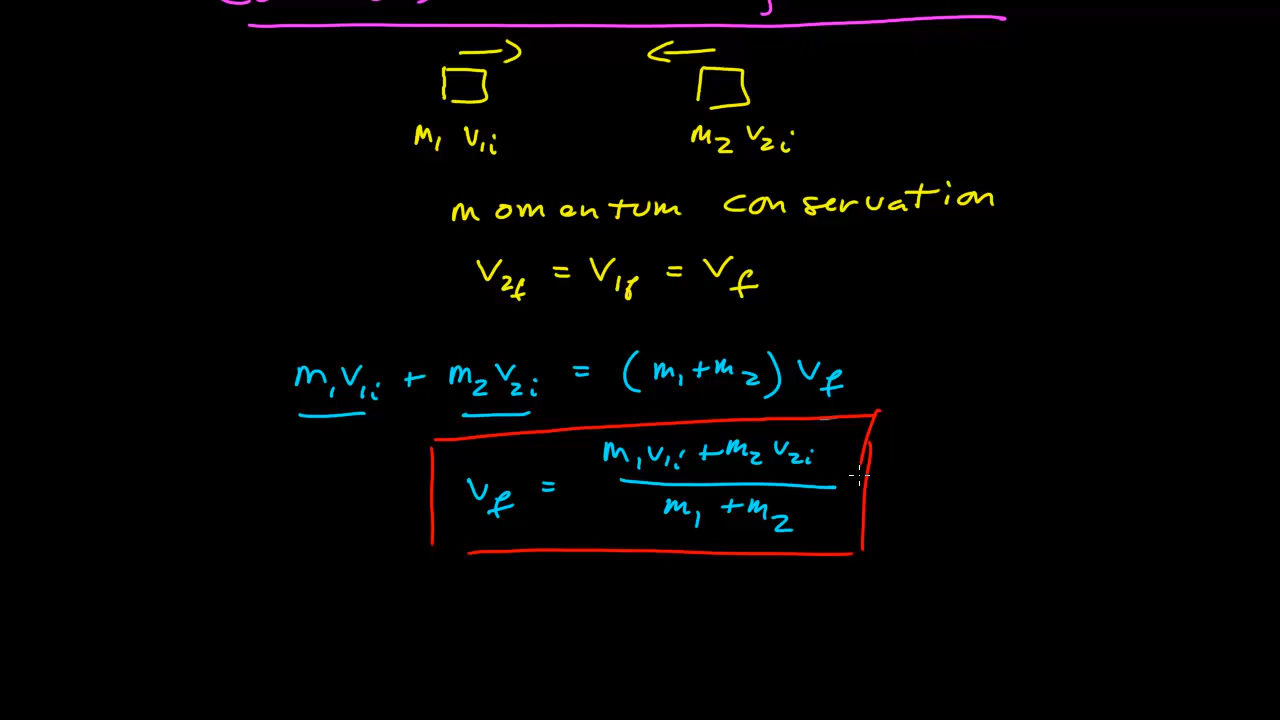 m₁ v₁ᵢ m₂ v₂ᵢ
momentum conservation
v₂f = v₁f = vf
m₁v₁ᵢ + m₂v₂ᵢ = (m₁+m₂) vf
vf = (m₁v₁ᵢ + m₂v₂ᵢ) / (m₁ + m₂)